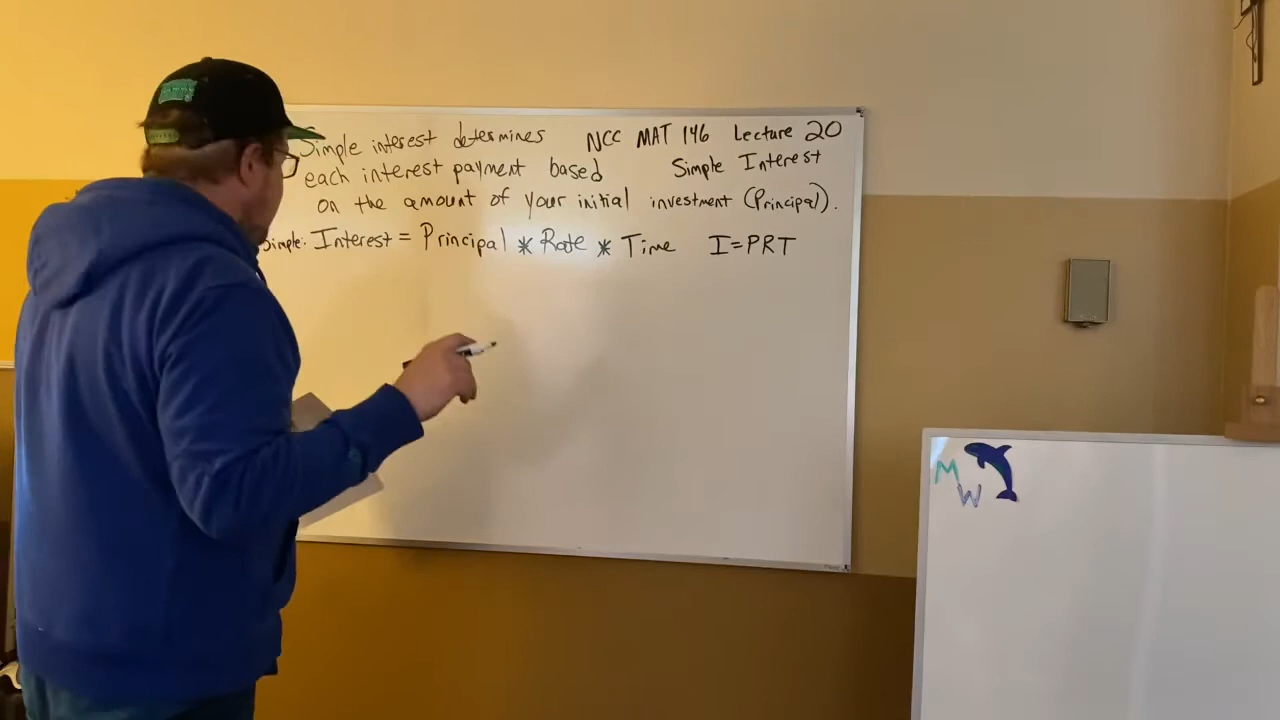 Simple interest determines NCC MAT 146 Lecture 20
each interest payment based Simple Interest
on the amount of your initial investment (Principal).
Simple: Interest = Principal * Rate * Time I=PRT
M
W